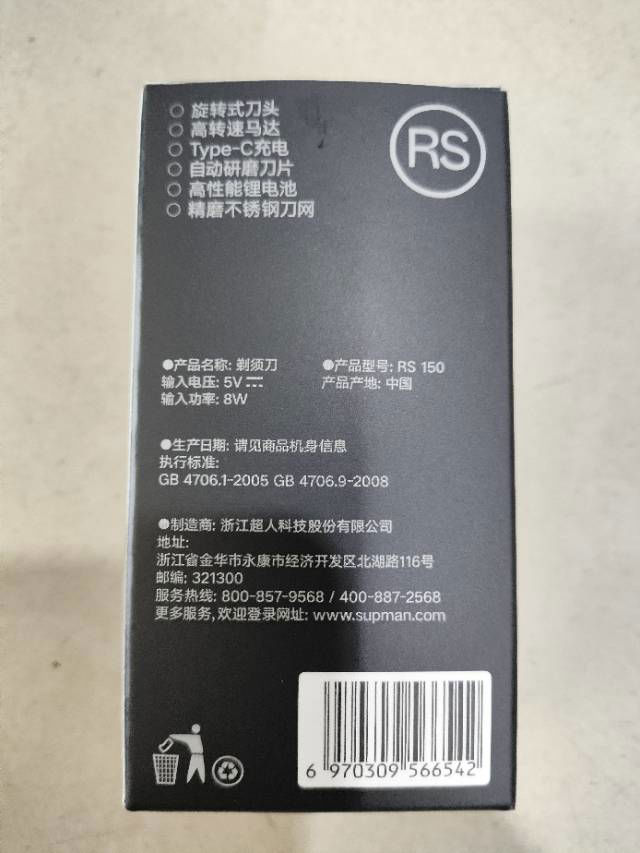 旋转式刀头
高转速马达
Type-C充电
自动研磨刀片
高性能锂电池
精磨不锈钢刀网
RS
●产品名称: 剃须刀
输入电压: 5V
输入功率: 8W
●产品型号: RS 150
产品产地: 中国
●生产日期: 请见商品机身信息
执行标准:
GB 4706.1-2005 GB 4706.9-2008
●制造商: 浙江超人科技股份有限公司
地址:
浙江省金华市永康市经济开发区北湖路116号
邮编: 321300
服务热线: 800-857-9568 / 400-887-2568
更多服务, 欢迎登录网址: www.supman.com
6 970309 566542